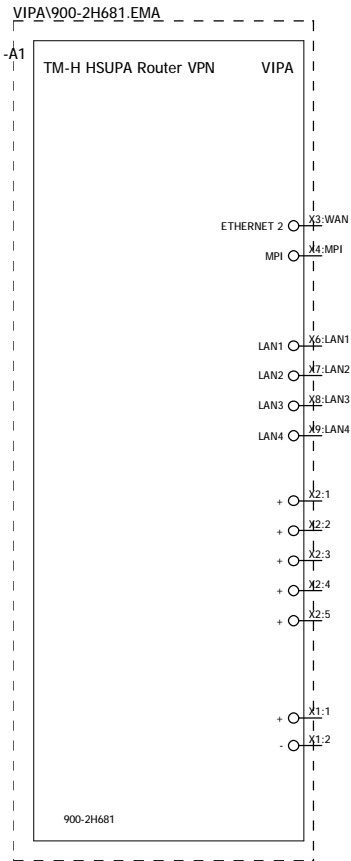 VIPA\900-2H681.EMA
-A1
TM-H HSUPA Router VPN VIPA
ETHERNET 2 X3:WAN
MPI X4:MPI
LAN1 X6:LAN1
LAN2 X7:LAN2
LAN3 X8:LAN3
LAN4 X9:LAN4
+ X2:1
+ X2:2
+ X2:3
+ X2:4
+ X2:5
+ X1:1
- X1:2
900-2H681